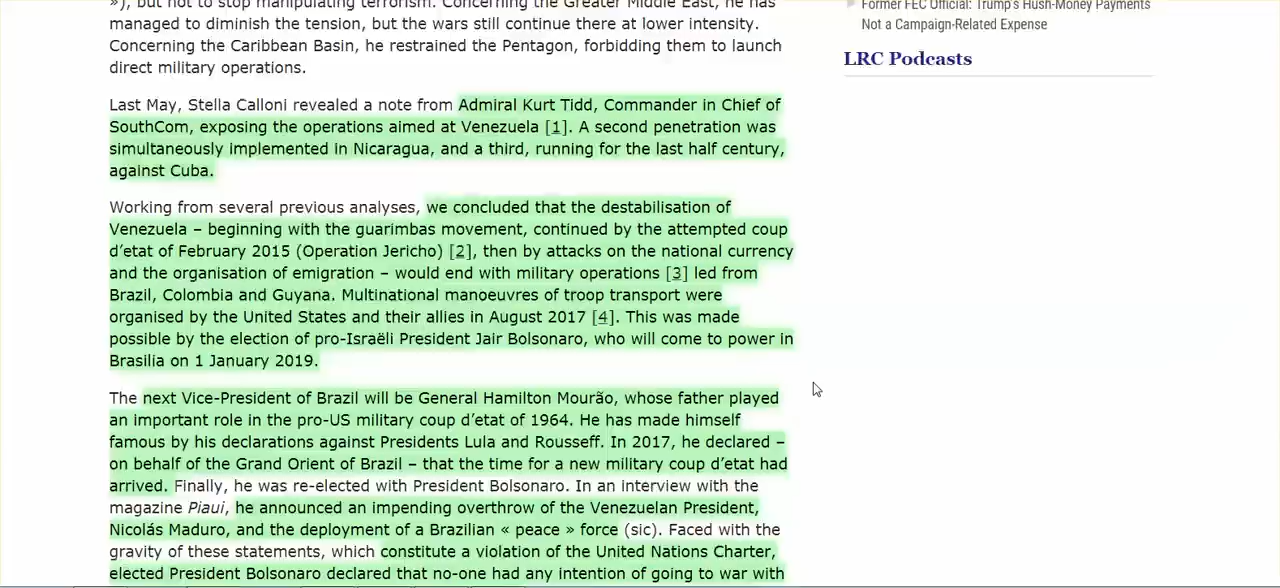 »), but not to stop manipulating terrorism. Concerning the Greater Middle East, he has
managed to diminish the tension, but the wars still continue there at lower intensity.
Concerning the Caribbean Basin, he restrained the Pentagon, forbidding them to launch
direct military operations.
Last May, Stella Calloni revealed a note from Admiral Kurt Tidd, Commander in Chief of
SouthCom, exposing the operations aimed at Venezuela [1]. A second penetration was
simultaneously implemented in Nicaragua, and a third, running for the last half century,
against Cuba.
Working from several previous analyses, we concluded that the destabilisation of
Venezuela – beginning with the guarimbas movement, continued by the attempted coup
d’etat of February 2015 (Operation Jericho) [2], then by attacks on the national currency
and the organisation of emigration – would end with military operations [3] led from
Brazil, Colombia and Guyana. Multinational manoeuvres of troop transport were
organised by the United States and their allies in August 2017 [4]. This was made
possible by the election of pro-Israëli President Jair Bolsonaro, who will come to power in
Brasilia on 1 January 2019.
The next Vice-President of Brazil will be General Hamilton Mourão, whose father played
an important role in the pro-US military coup d’etat of 1964. He has made himself
famous by his declarations against Presidents Lula and Rousseff. In 2017, he declared –
on behalf of the Grand Orient of Brazil – that the time for a new military coup d’etat had
arrived. Finally, he was re-elected with President Bolsonaro. In an interview with the
magazine Piaui, he announced an impending overthrow of the Venezuelan President,
Nicolás Maduro, and the deployment of a Brazilian « peace » force (sic). Faced with the
gravity of these statements, which constitute a violation of the United Nations Charter,
elected President Bolsonaro declared that no-one had any intention of going to war with
Former FEC Official: Trump’s Hush-Money Payments
Not a Campaign-Related Expense
LRC Podcasts